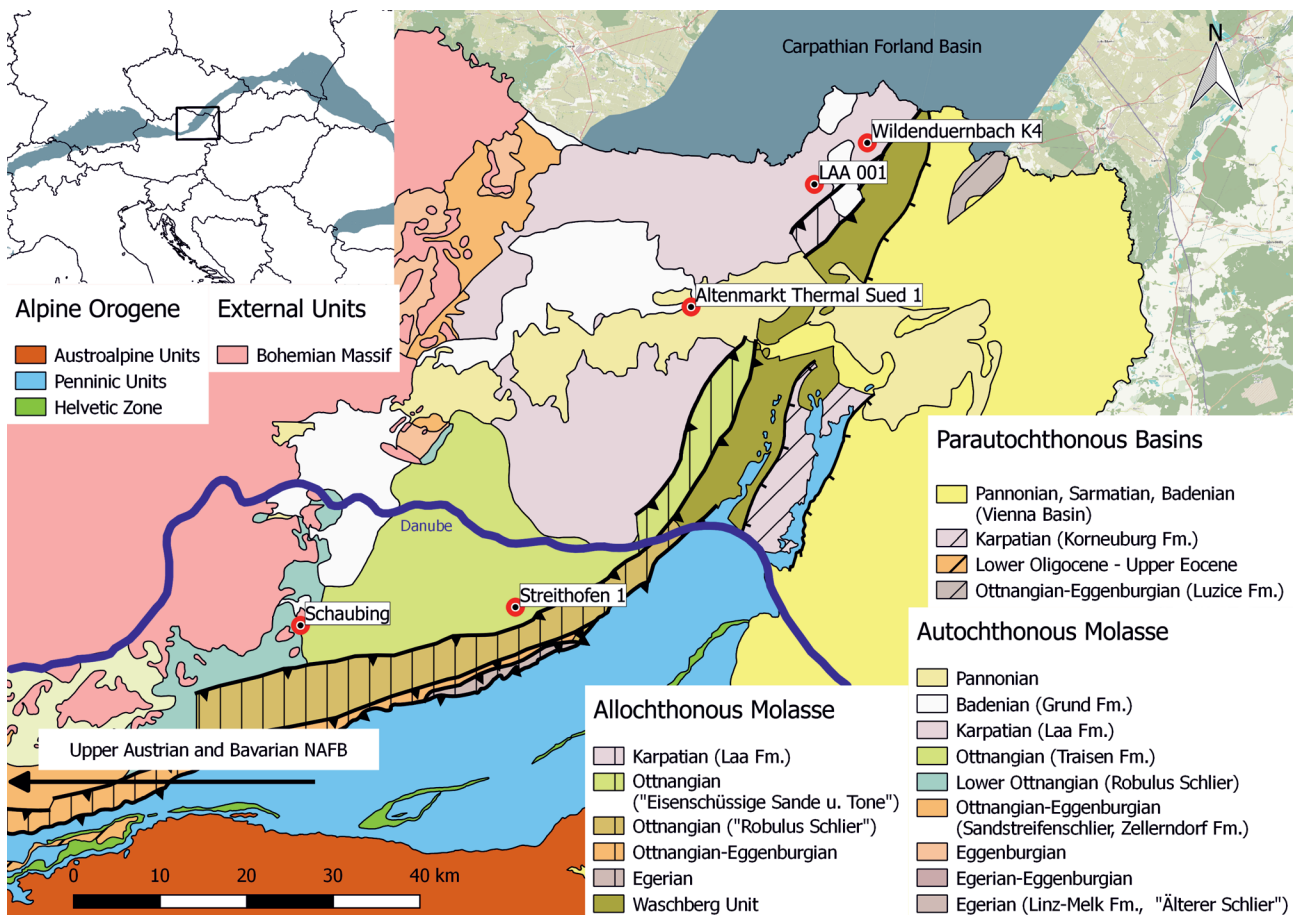 Carpathian Forland Basin
N
Wildenduernbach K4
LAA 001
Altenmarkt Thermal Sued 1
Alpine Orogene
Austroalpine Units
Penninic Units
Helvetic Zone
External Units
Bohemian Massif
Danube
Streithofen 1
Schaubing
Upper Austrian and Bavarian NAFB
0 10 20 30 40 km
Parautochthonous Basins
Pannonian, Sarmatian, Badenian
(Vienna Basin)
Karpatian (Korneuburg Fm.)
Lower Oligocene - Upper Eocene
Ottnangian-Eggenburgian (Luzice Fm.)
Allochthonous Molasse
Karpatian (Laa Fm.)
Ottnangian
("Eisenschüssige Sande u. Tone")
Ottnangian ("Robulus Schlier")
Ottnangian-Eggenburgian
Egerian
Waschberg Unit
Autochthonous Molasse
Pannonian
Badenian (Grund Fm.)
Karpatian (Laa Fm.)
Ottnangian (Traisen Fm.)
Lower Ottnangian (Robulus Schlier)
Ottnangian-Eggenburgian
(Sandstreifenschlier, Zellerndorf Fm.)
Eggenburgian
Egerian-Eggenburgian
Egerian (Linz-Melk Fm., "Älterer Schlier")